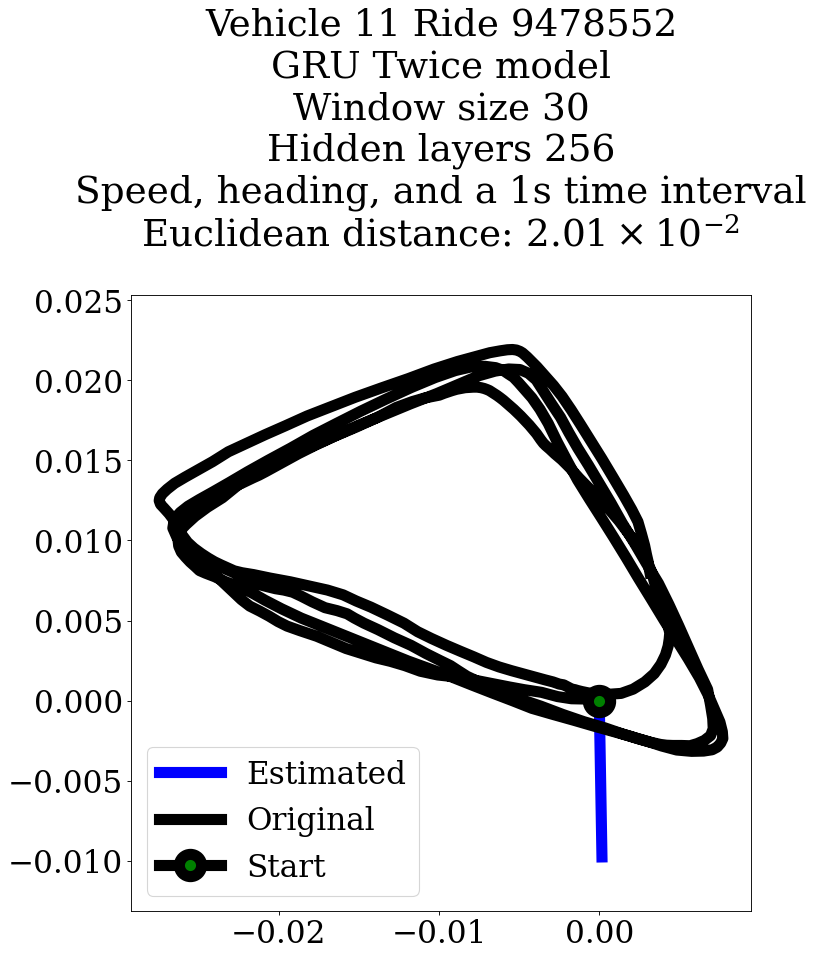 Vehicle 11 Ride 9478552
GRU Twice model
Window size 30
Hidden layers 256
Speed, heading, and a 1s time interval
Euclidean distance: 2.01 × 10⁻²
0.025
0.020
0.015
0.010
0.005
0.000
−0.005
−0.010
Estimated
Original
Start
−0.02 −0.01 0.00